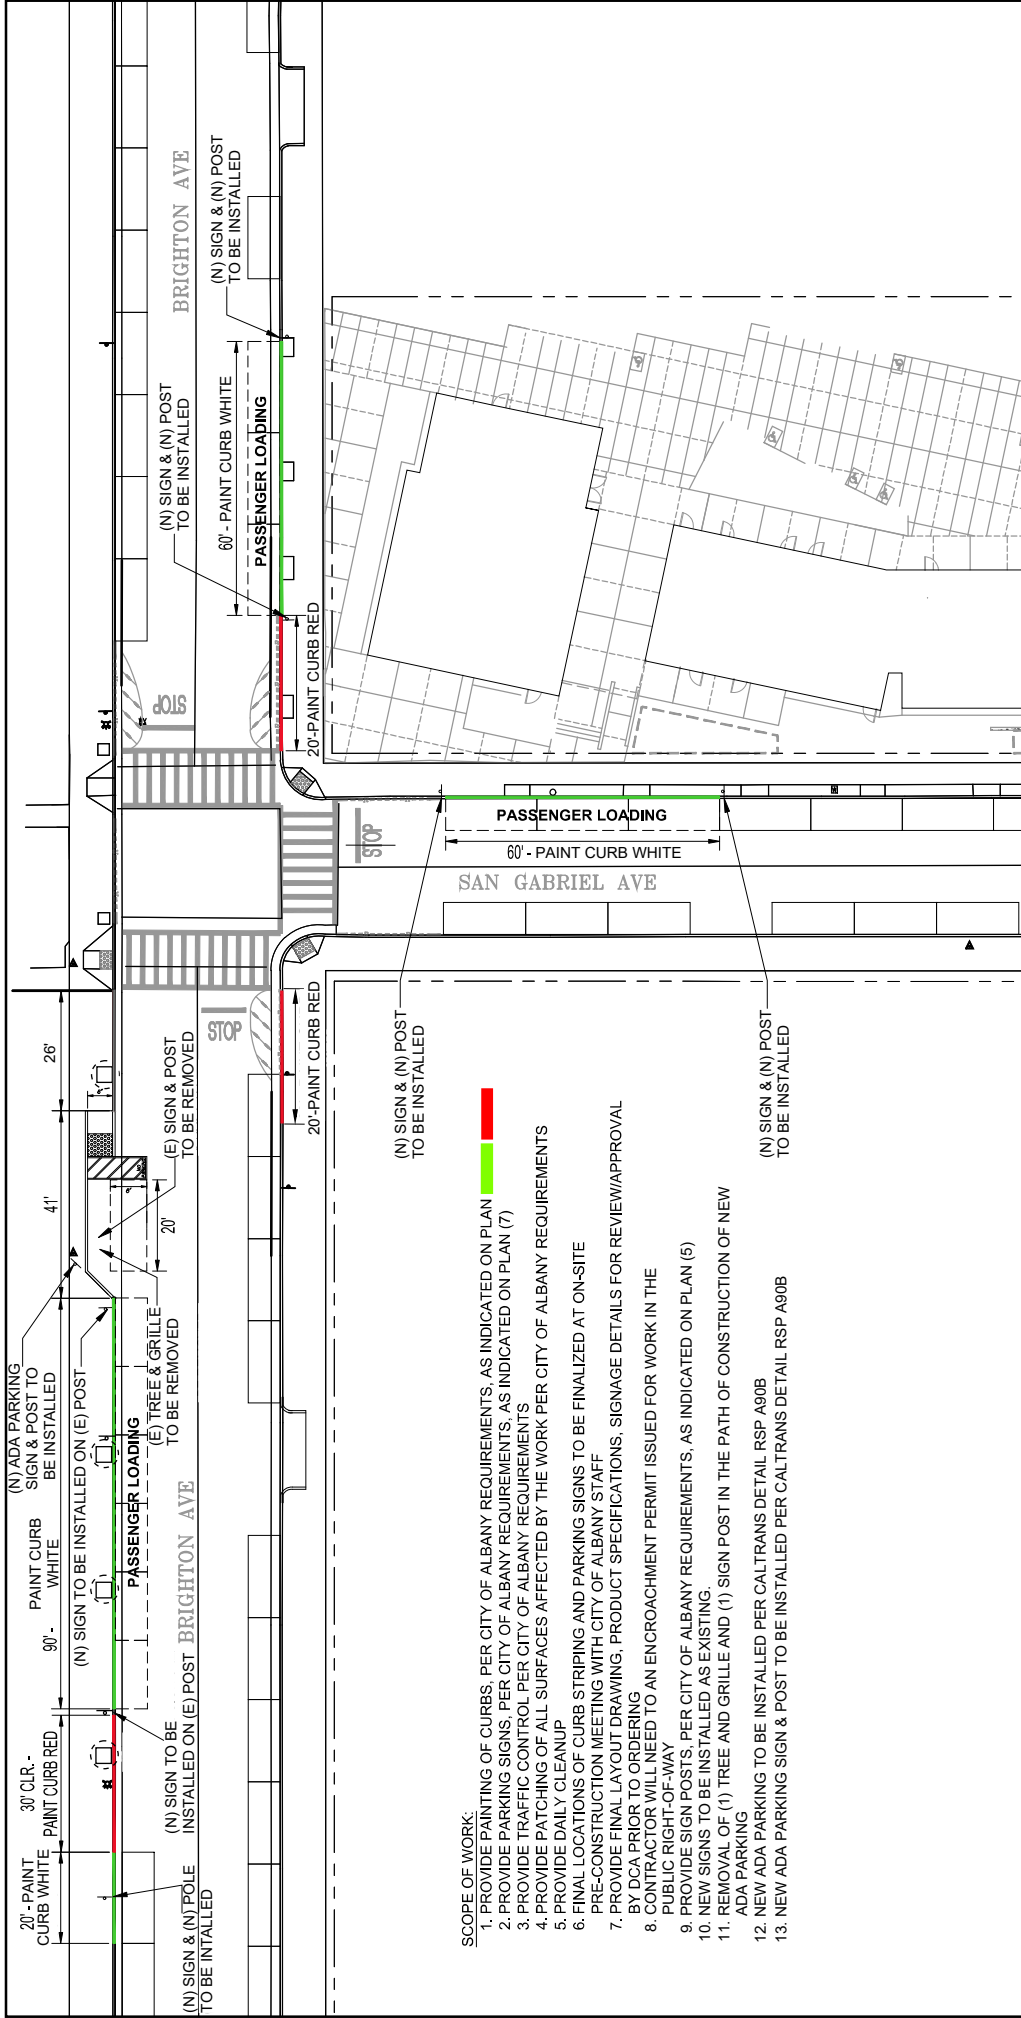 20' - PAINT
CURB WHITE
30' CLR. -
PAINT CURB RED
90' -
PAINT CURB
WHITE
(N) ADA PARKING
SIGN & POST TO
BE INSTALLED
41'
26'
(N) SIGN TO BE INSTALLED ON (E) POST
PASSENGER LOADING
(E) TREE & GRILLE
TO BE REMOVED
(E) SIGN & POST
TO BE REMOVED
20'
6'
(N) SIGN & (N) POLE
TO BE INTALLED
(N) SIGN TO BE
INSTALLED ON (E) POST
BRIGHTON AVE
STOP
STOP
BRIGHTON AVE
(N) SIGN & (N) POST
TO BE INSTALLED
(N) SIGN & (N) POST
TO BE INSTALLED
60' - PAINT CURB WHITE
PASSENGER LOADING
20'-PAINT CURB RED
20'-PAINT CURB RED
STOP
PASSENGER LOADING
60' - PAINT CURB WHITE
SAN GABRIEL AVE
(N) SIGN & (N) POST
TO BE INSTALLED
(N) SIGN & (N) POST
TO BE INSTALLED
SCOPE OF WORK:
1. PROVIDE PAINTING OF CURBS, PER CITY OF ALBANY REQUIREMENTS, AS INDICATED ON PLAN
2. PROVIDE PARKING SIGNS, PER CITY OF ALBANY REQUIREMENTS, AS INDICATED ON PLAN (7)
3. PROVIDE TRAFFIC CONTROL PER CITY OF ALBANY REQUIREMENTS
4. PROVIDE PATCHING OF ALL SURFACES AFFECTED BY THE WORK PER CITY OF ALBANY REQUIREMENTS
5. PROVIDE DAILY CLEANUP
6. FINAL LOCATIONS OF CURB STRIPING AND PARKING SIGNS TO BE FINALIZED AT ON-SITE
PRE-CONSTRUCTION MEETING WITH CITY OF ALBANY STAFF
7. PROVIDE FINAL LAYOUT DRAWING, PRODUCT SPECIFICATIONS, SIGNAGE DETAILS FOR REVIEW/APPROVAL
BY DCA PRIOR TO ORDERING
8. CONTRACTOR WILL NEED TO AN ENCROACHMENT PERMIT ISSUED FOR WORK IN THE
PUBLIC RIGHT-OF-WAY
9. PROVIDE SIGN POSTS, PER CITY OF ALBANY REQUIREMENTS, AS INDICATED ON PLAN (5)
10. NEW SIGNS TO BE INSTALLED AS EXISTING.
11. REMOVAL OF (1) TREE AND GRILLE AND (1) SIGN POST IN THE PATH OF CONSTRUCTION OF NEW
ADA PARKING
12. NEW ADA PARKING TO BE INSTALLED PER CALTRANS DETAIL RSP A90B
13. NEW ADA PARKING SIGN & POST TO BE INSTALLED PER CALTRANS DETAIL RSP A90B